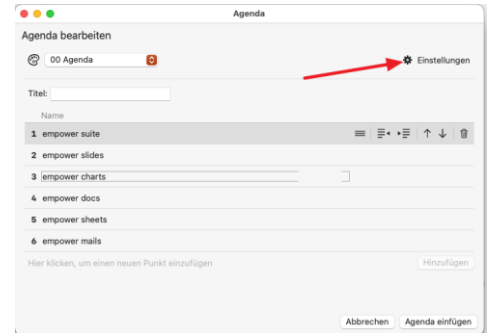 Agenda
Agenda bearbeiten
00 Agenda
Einstellungen
Titel:
Name
1 empower suite
2 empower slides
3 empower charts
4 empower docs
5 empower sheets
6 empower mails
Hier klicken, um einen neuen Punkt einzufügen
Hinzufügen
Abbrechen
Agenda einfügen